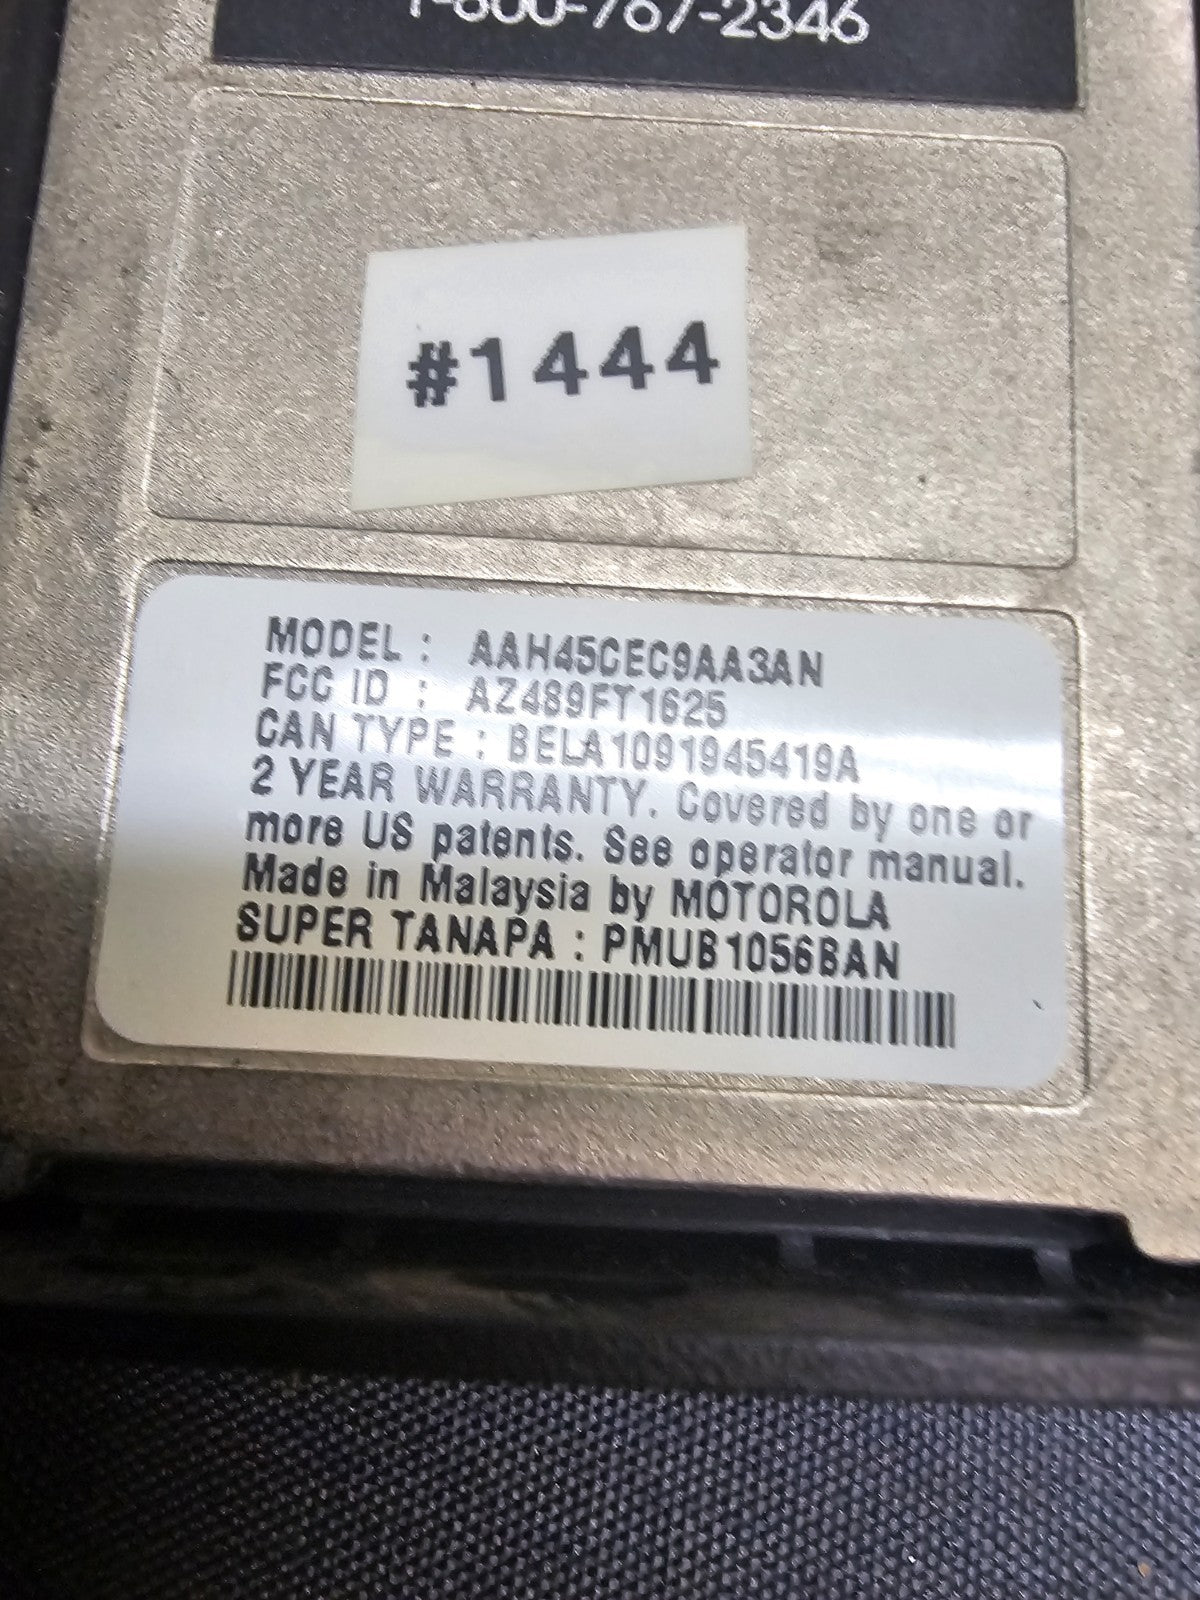 1-800-767-2346
#1444
MODEL : AAH45CEC9AA3AN
FCC ID : AZ489FT1625
CAN TYPE : BELA1091945419A
2 YEAR WARRANTY. Covered by one or
more US patents. See operator manual.
Made in Malaysia by MOTOROLA
SUPER TANAPA : PMUB1056BAN